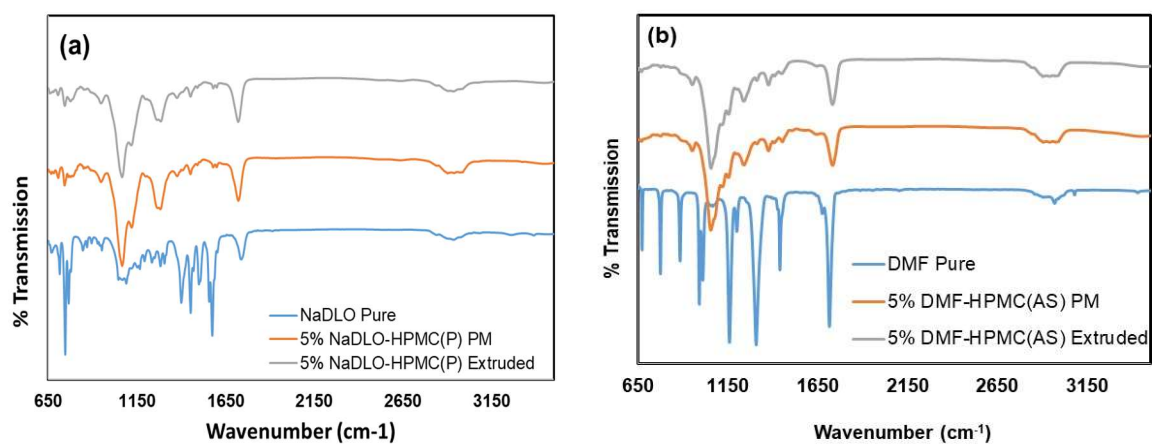 (a)
% Transmission
NaDLO Pure
5% NaDLO-HPMC(P) PM
5% NaDLO-HPMC(P) Extruded
650 1150 1650 2150 2650 3150
Wavenumber (cm-1)
(b)
% Transmission
DMF Pure
5% DMF-HPMC(AS) PM
5% DMF-HPMC(AS) Extruded
650 1150 1650 2150 2650 3150
Wavenumber (cm⁻¹)